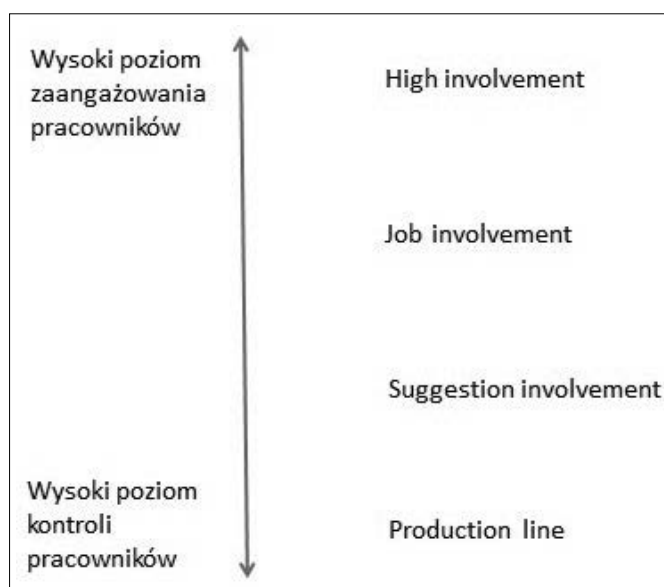 Wysoki poziom
zaangażowania
pracowników
High involvement
Job involvement
Suggestion involvement
Wysoki poziom
kontroli
pracowników
Production line